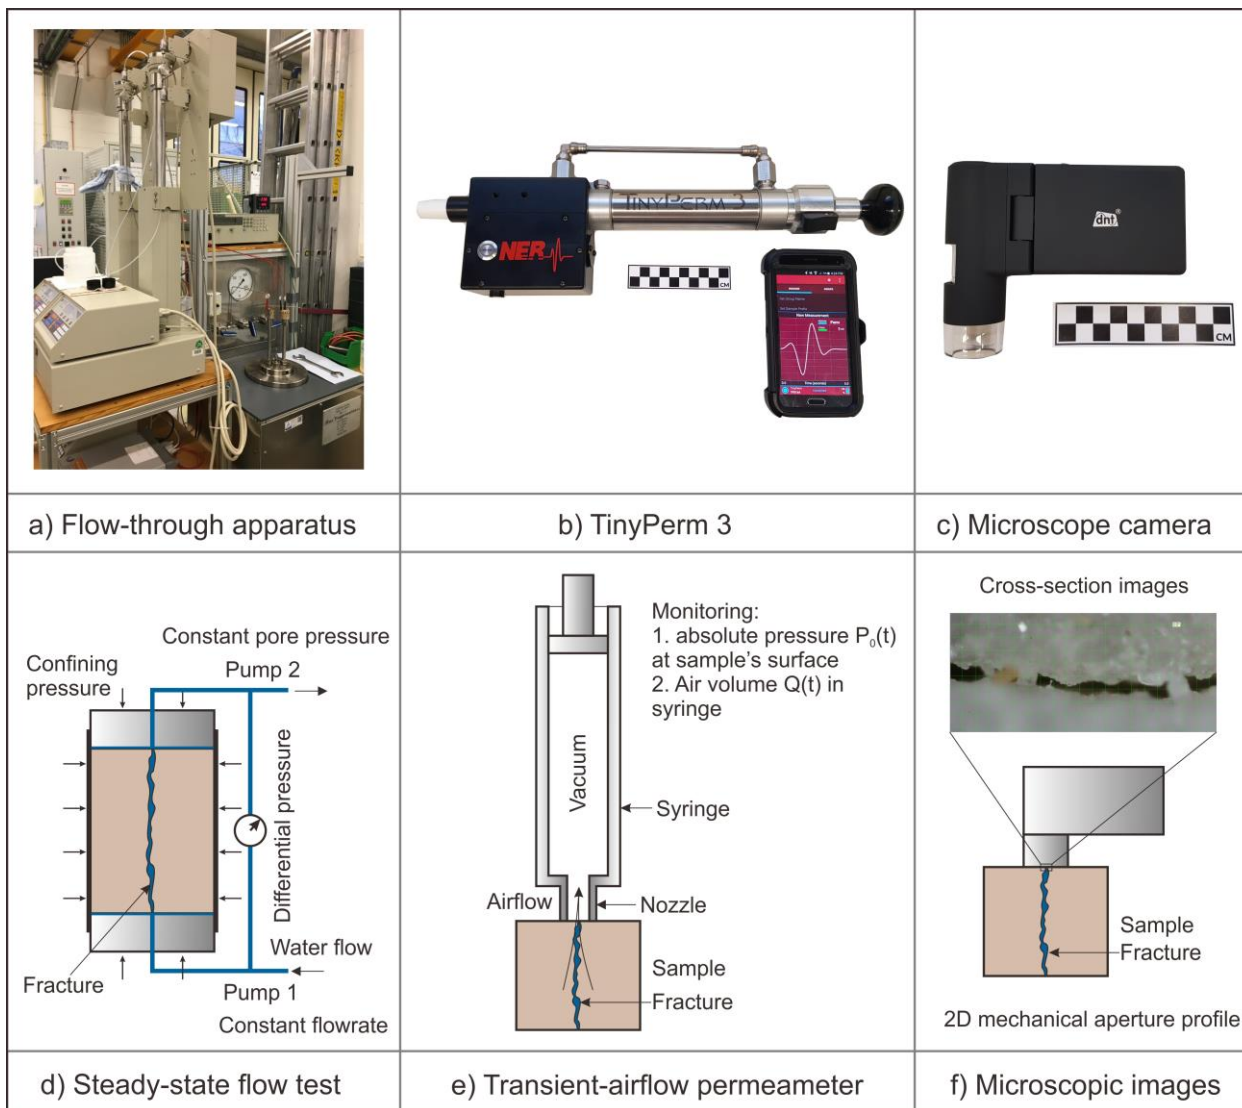 TINYPERM 3
NER
CM
dnt
CM
a) Flow-through apparatus
b) TinyPerm 3
c) Microscope camera
Constant pore pressure
Pump 2
Confining
pressure
Differential pressure
Water flow
Fracture
Pump 1
Constant flowrate
Monitoring:
1. absolute pressure P₀(t)
at sample's surface
2. Air volume Q(t) in
syringe
Vacuum
Syringe
Airflow
Nozzle
Sample
Fracture
Cross-section images
Sample
Fracture
2D mechanical aperture profile
d) Steady-state flow test
e) Transient-airflow permeameter
f) Microscopic images